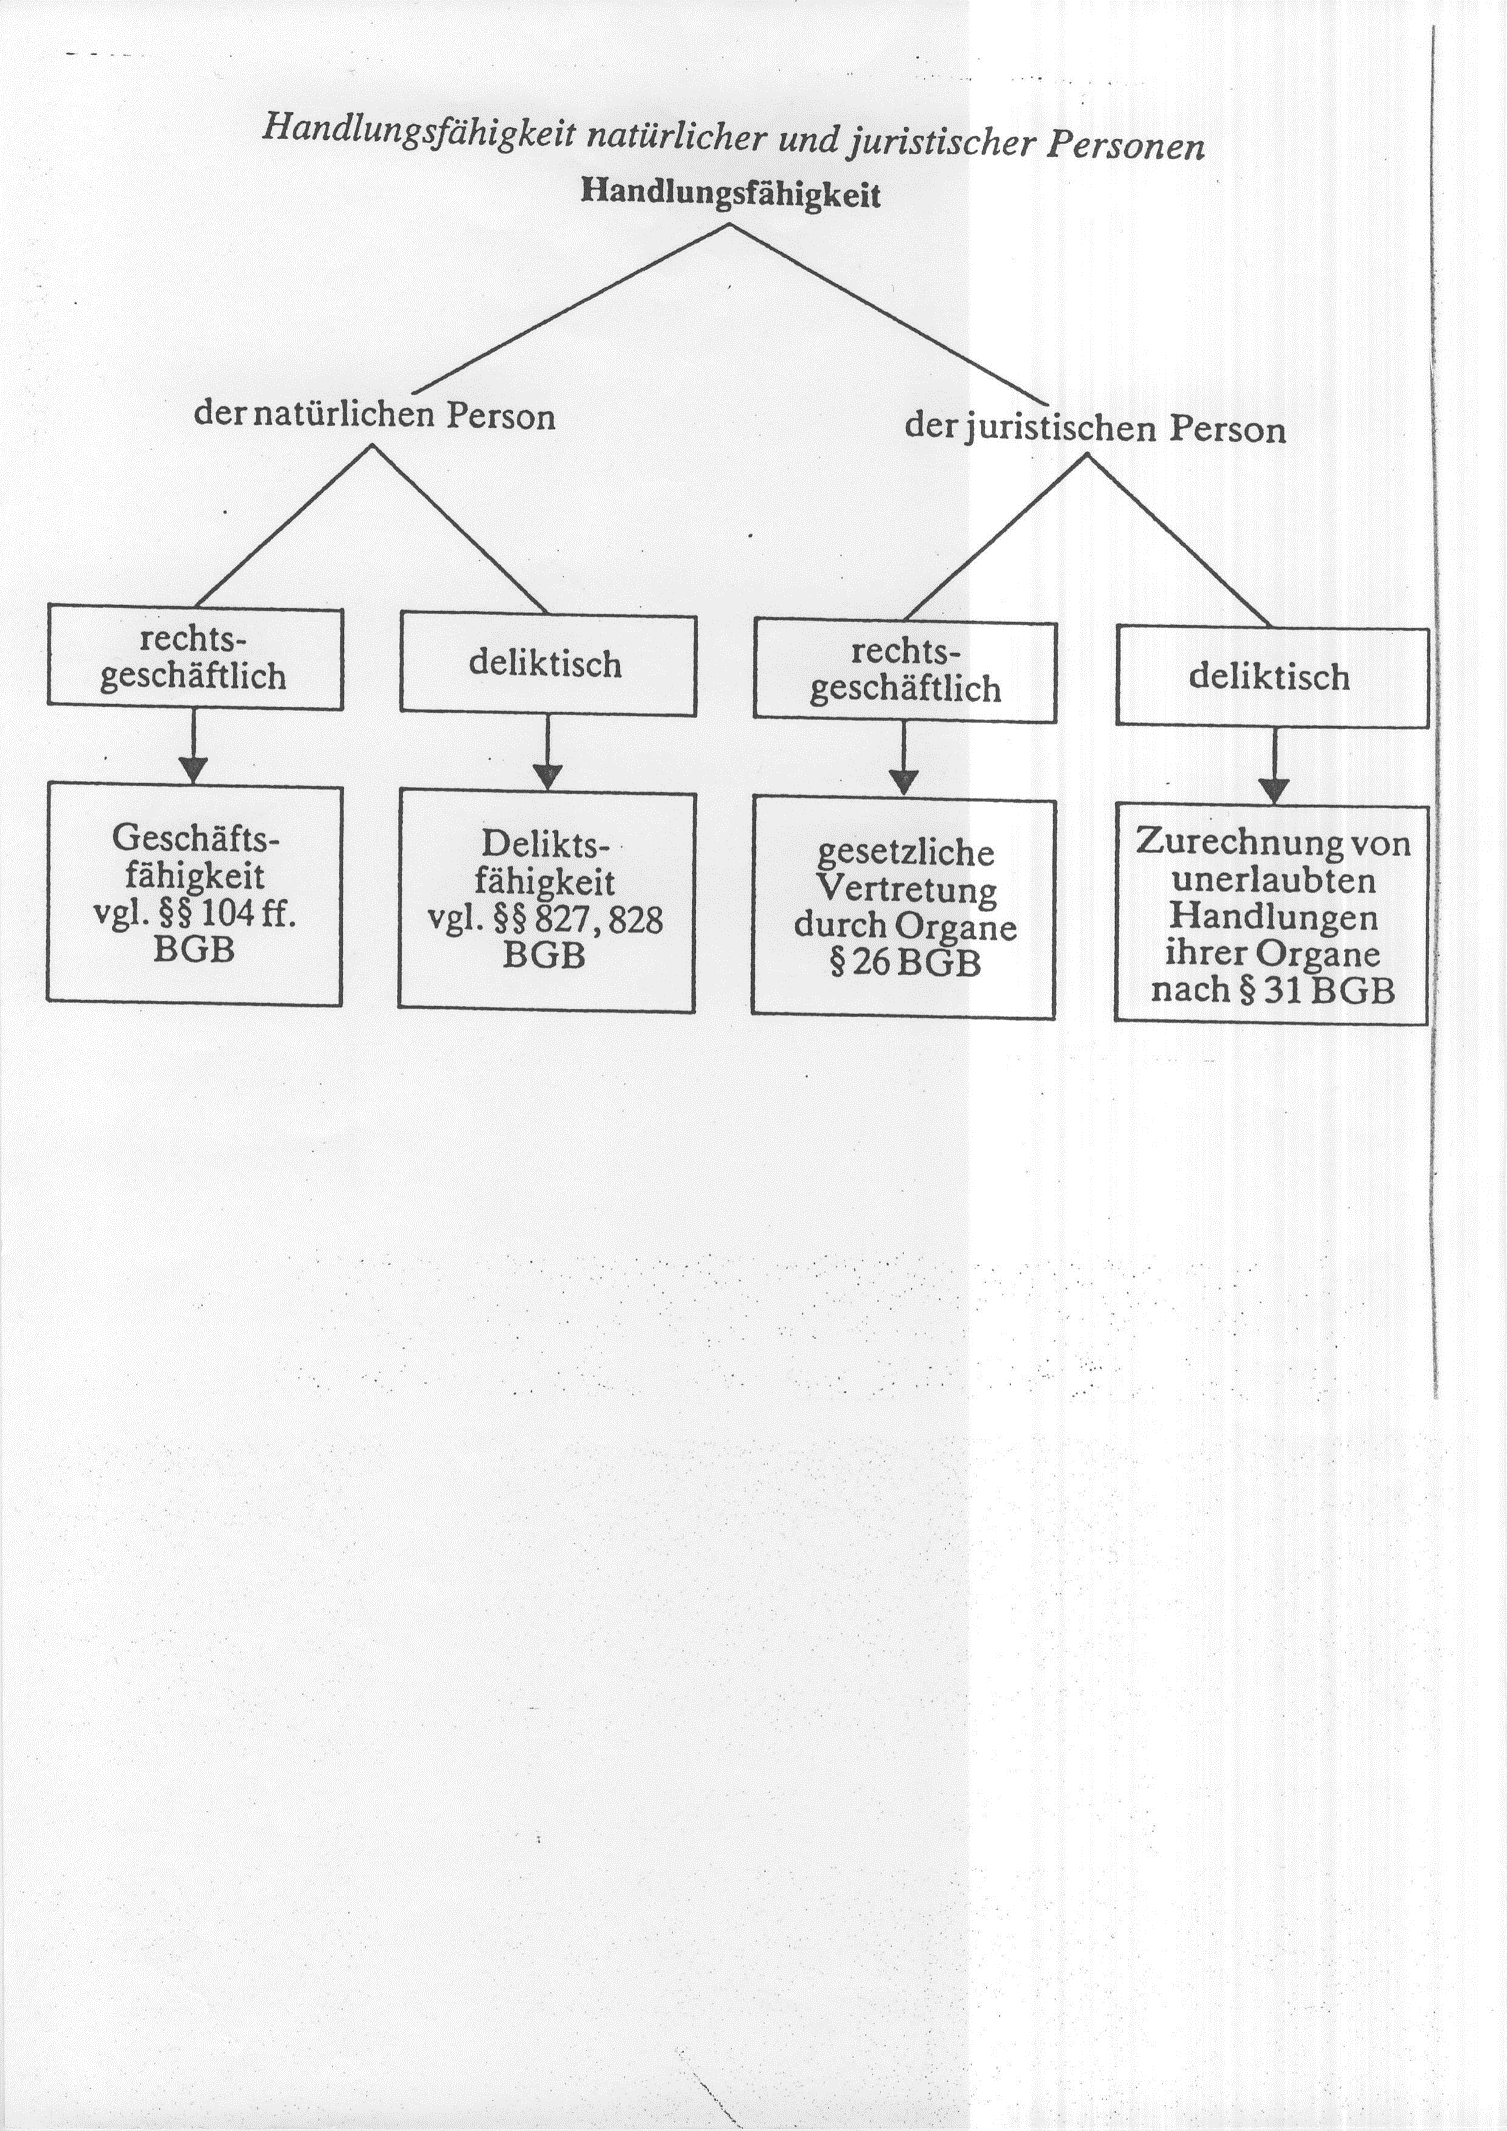 Handlungsfähigkeit natürlicher und juristischer Personen
Handlungsfähigkeit
der natürlichen Person
der juristischen Person
rechts-
geschäftlich
deliktisch
rechts-
geschäftlich
deliktisch
Geschäfts-
fähigkeit
vgl. §§ 104 ff.
BGB
Delikts-
fähigkeit
vgl. §§ 827, 828
BGB
gesetzliche
Vertretung
durch Organe
§ 26 BGB
Zurechnung von
unerlaubten
Handlungen
ihrer Organe
nach § 31 BGB